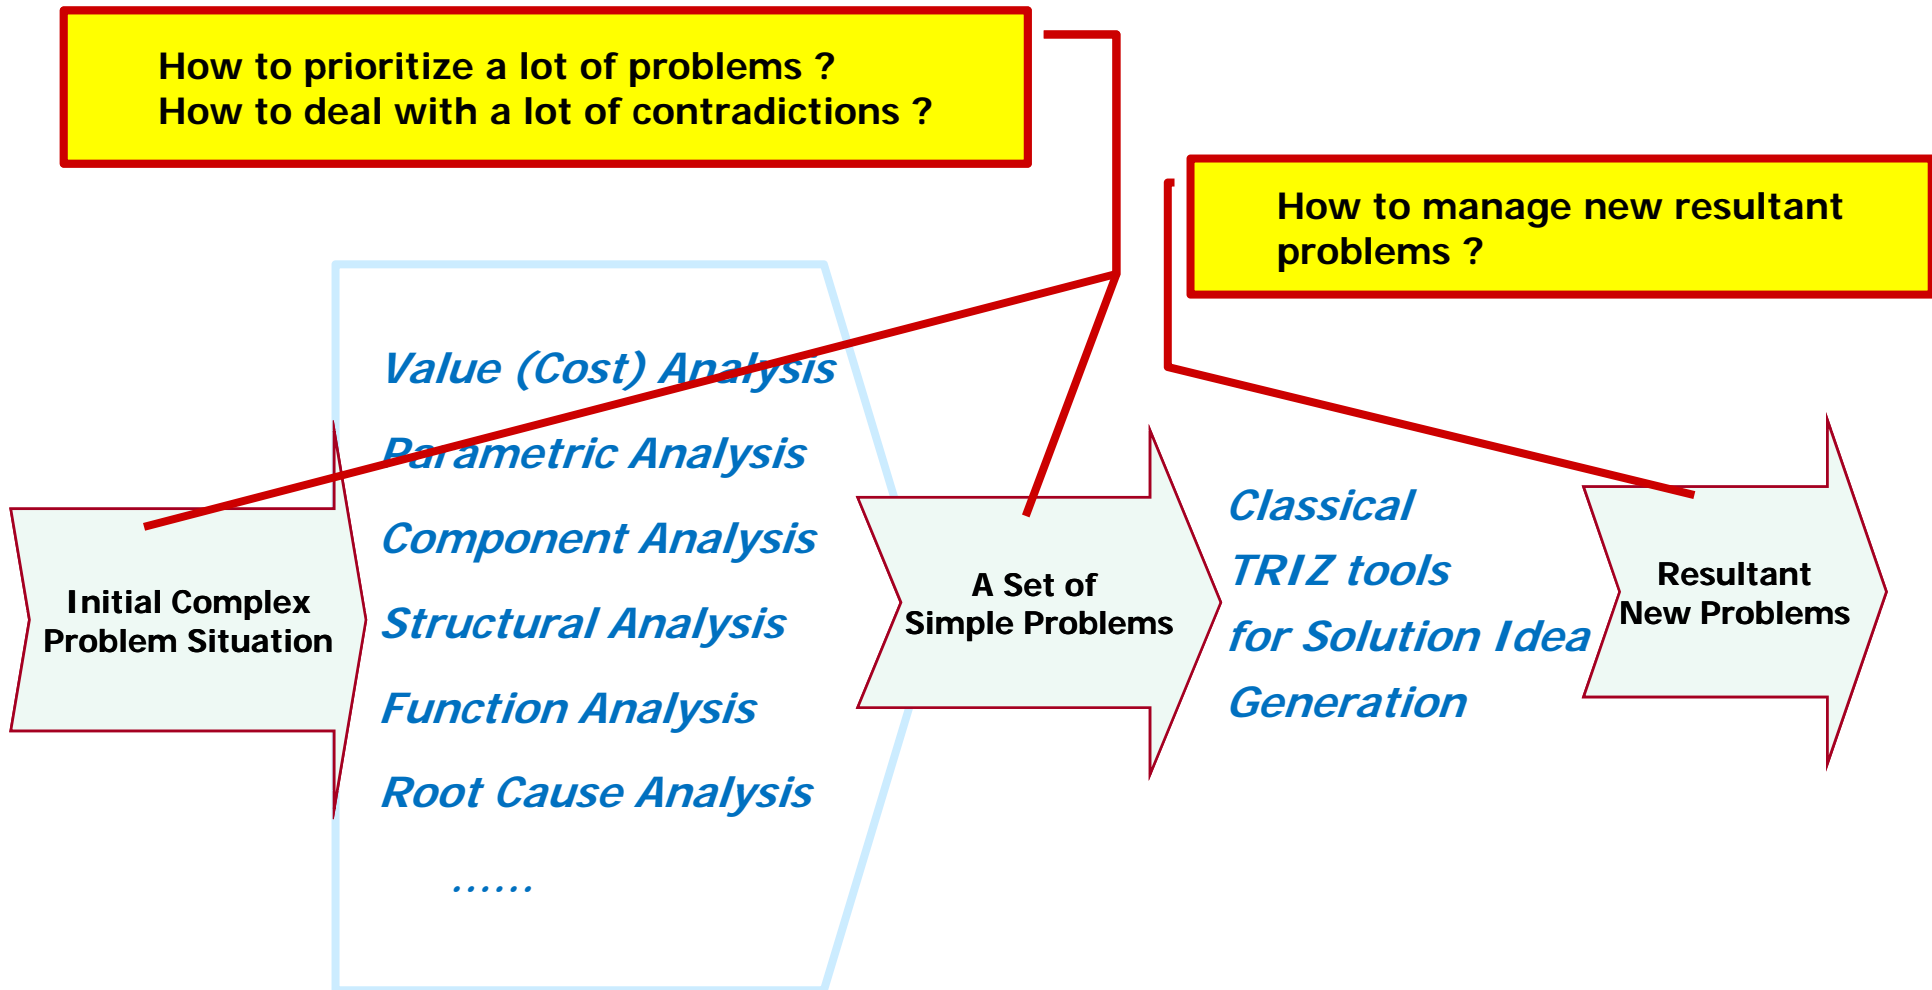 How to prioritize a lot of problems ?
How to deal with a lot of contradictions ?
How to manage new resultant
problems ?
Initial Complex
Problem Situation
Value (Cost) Analysis
Parametric Analysis
Component Analysis
Structural Analysis
Function Analysis
Root Cause Analysis
......
A Set of
Simple Problems
Classical
TRIZ tools
for Solution Idea
Generation
Resultant
New Problems